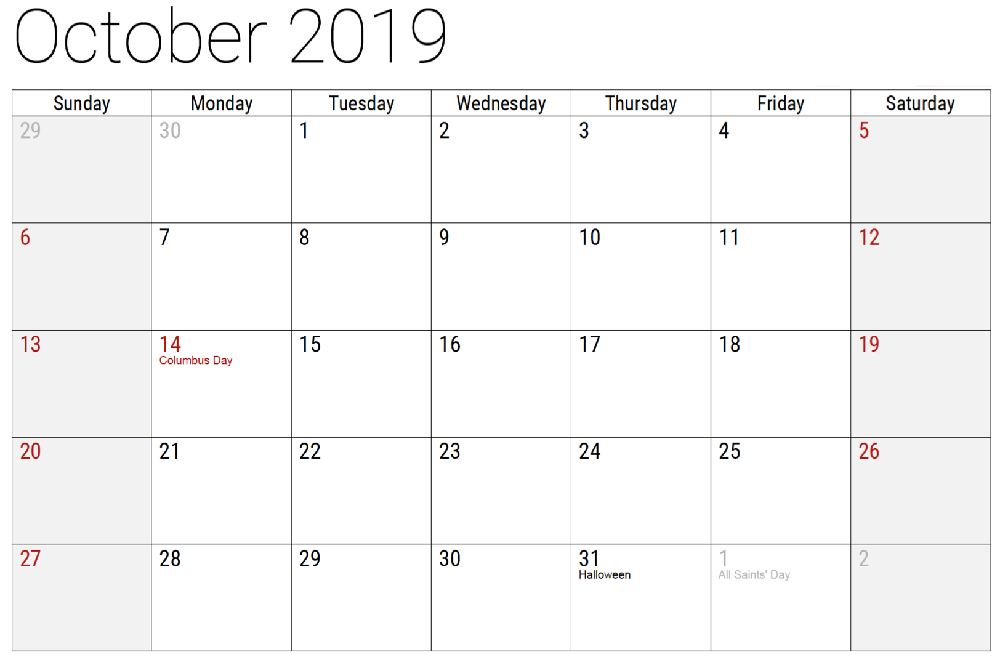 October 2019
Sunday Monday Tuesday Wednesday Thursday Friday Saturday
29 30 1 2 3 4 5
6 7 8 9 10 11 12
13 14 15 16 17 18 19
Columbus Day
20 21 22 23 24 25 26
27 28 29 30 31 1 2
Halloween All Saints' Day